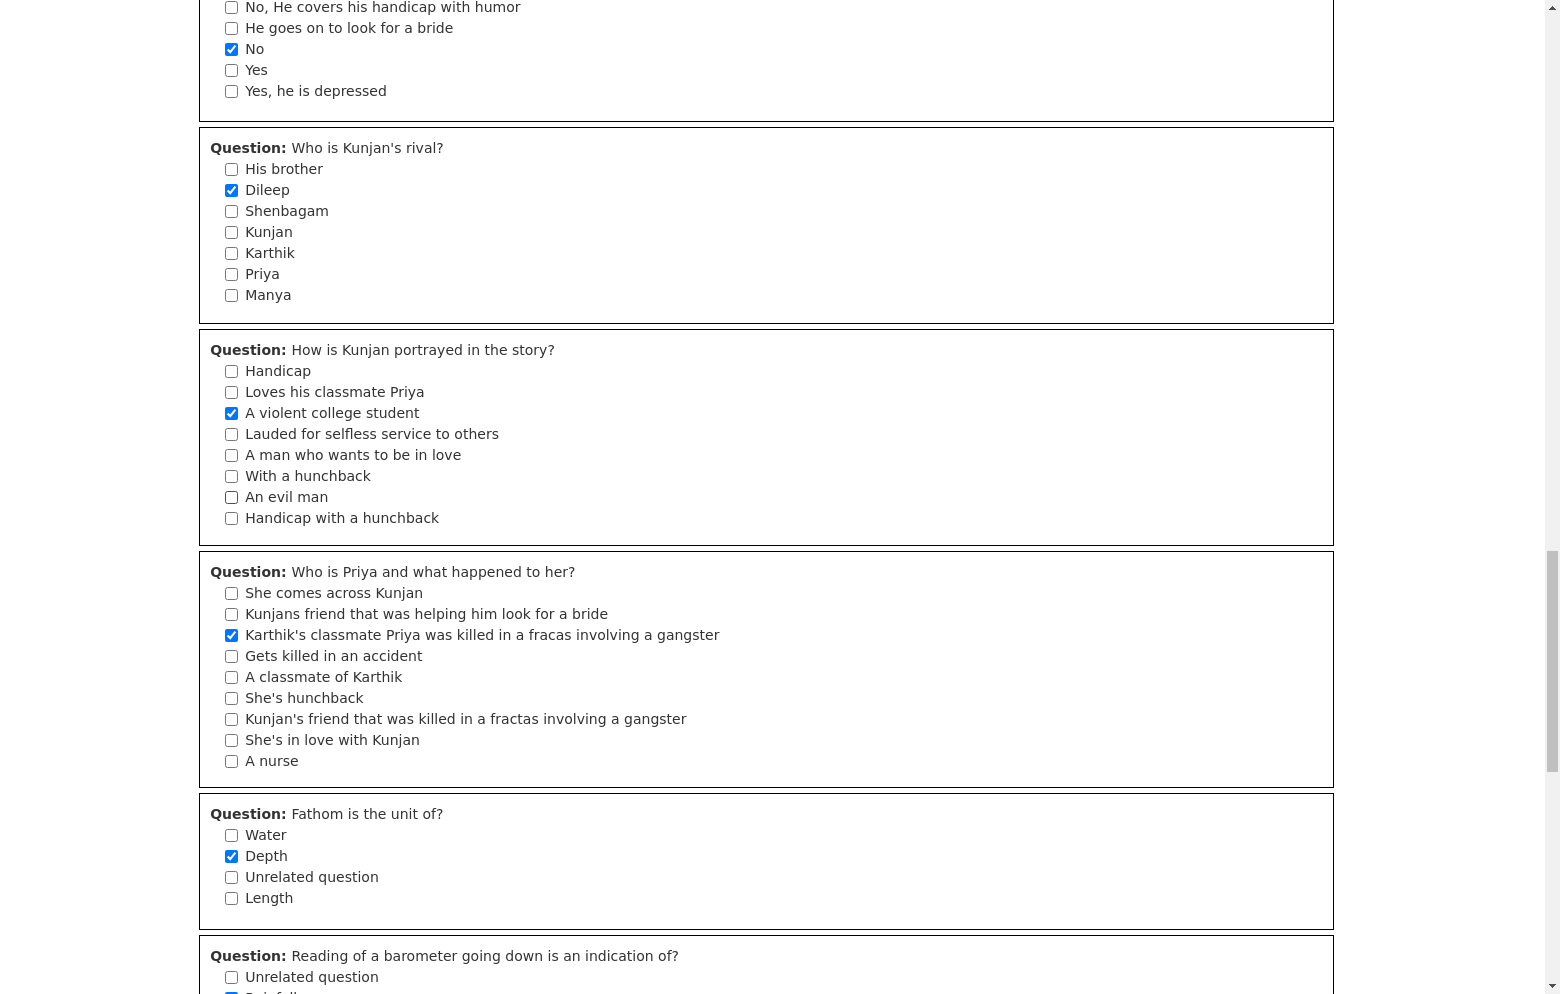 No, He covers his handicap with humor
He goes on to look for a bride
No
Yes
Yes, he is depressed
Question: Who is Kunjan's rival?
His brother
Dileep
Shenbagam
Kunjan
Karthik
Priya
Manya
Question: How is Kunjan portrayed in the story?
Handicap
Loves his classmate Priya
A violent college student
Lauded for selfless service to others
A man who wants to be in love
With a hunchback
An evil man
Handicap with a hunchback
Question: Who is Priya and what happened to her?
She comes across Kunjan
Kunjans friend that was helping him look for a bride
Karthik's classmate Priya was killed in a fracas involving a gangster
Gets killed in an accident
A classmate of Karthik
She's hunchback
Kunjan's friend that was killed in a fractas involving a gangster
She's in love with Kunjan
A nurse
Question: Fathom is the unit of?
Water
Depth
Unrelated question
Length
Question: Reading of a barometer going down is an indication of?
Unrelated question